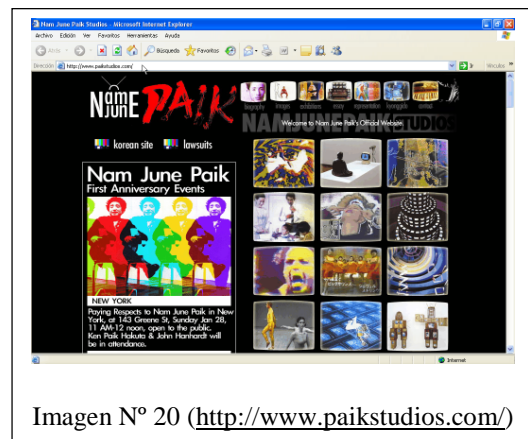 Nam June Paik Studios - Microsoft Internet Explorer
Archivo Edición Ver Favoritos Herramientas Ayuda
Atrás Búsqueda Favoritos
Dirección http://www.paikstudios.com/ Ir Vínculos
Nam
JunE PAIK
biography images exhibitions essay representation kyonggido contact
NAMJUNEPAIKSTUDIOS
Welcome to Nam June Paik's Official Website.
korean site lawsuits
Nam June Paik
First Anniversary Events
NEW YORK
Paying Respects to Nam June Paik in New
York, at 143 Greene St, Sunday Jan 28,
11 AM-12 noon, open to the public.
Ken Paik Hakuta & John Hanhardt will
be in attendance.
Internet
Imagen Nº 20 (http://www.paikstudios.com/)